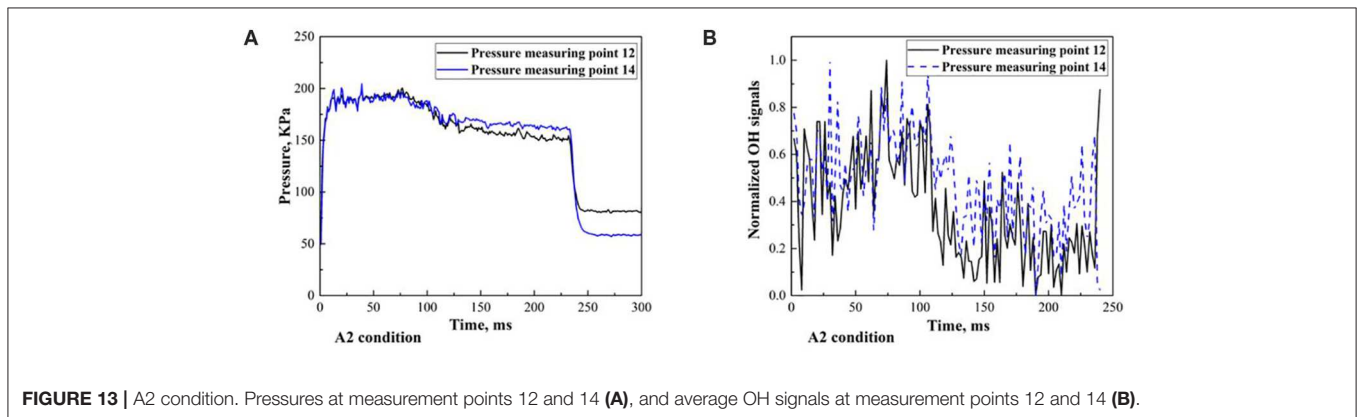 A
Pressure measuring point 12
Pressure measuring point 14
250
200
150
100
50
0
Pressure, KPa
0 50 100 150 200 250 300
Time, ms
A2 condition
B
Pressure measuring point 12
Pressure measuring point 14
1.0
0.8
0.6
0.4
0.2
0.0
Normalized OH signals
0 50 100 150 200 250
Time, ms
A2 condition
FIGURE 13 | A2 condition. Pressures at measurement points 12 and 14 (A), and average OH signals at measurement points 12 and 14 (B).